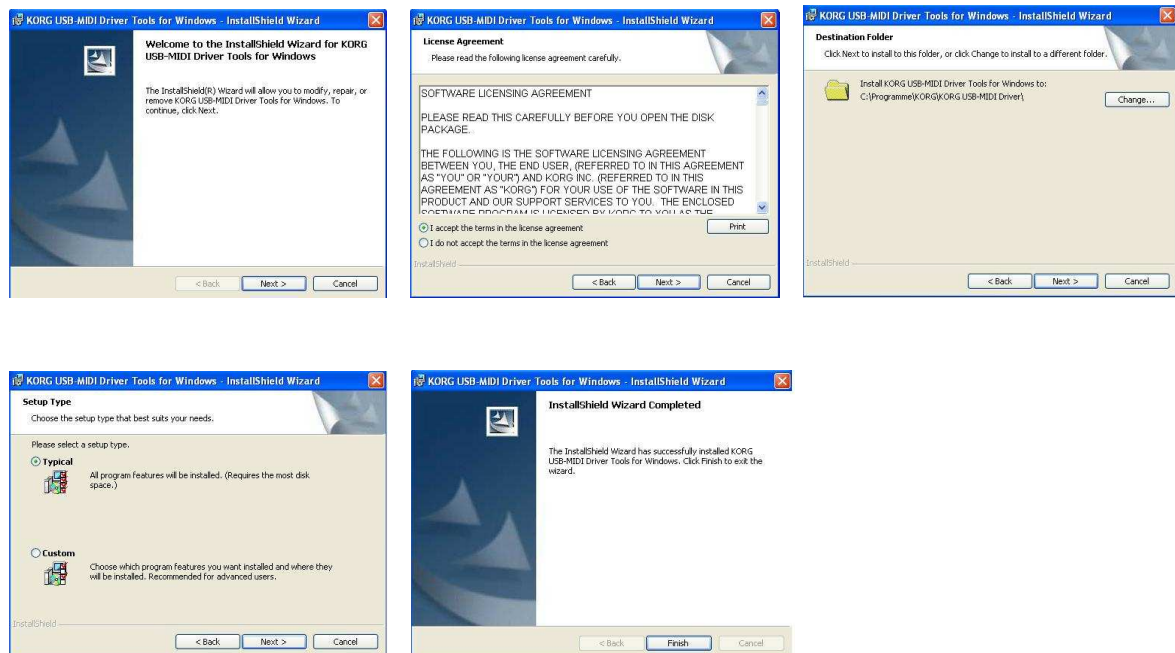 KORG USB-MIDI Driver Tools for Windows - InstallShield Wizard
Welcome to the InstallShield Wizard for KORG
USB-MIDI Driver Tools for Windows
The InstallShield(R) Wizard will allow you to modify, repair, or
remove KORG USB-MIDI Driver Tools for Windows. To
continue, click Next.
< Back
Next >
Cancel
KORG USB-MIDI Driver Tools for Windows - InstallShield Wizard
License Agreement
Please read the following license agreement carefully.
SOFTWARE LICENSING AGREEMENT
PLEASE READ THIS CAREFULLY BEFORE YOU OPEN THE DISK
PACKAGE.
THE FOLLOWING IS THE SOFTWARE LICENSING AGREEMENT
BETWEEN YOU, THE END USER, (REFERRED TO IN THIS AGREEMENT
AS "YOU" OR "YOUR") AND KORG INC. (REFERRED TO IN THIS
AGREEMENT AS "KORG") FOR YOUR USE OF THE SOFTWARE IN THIS
PRODUCT AND OUR SUPPORT SERVICES TO YOU. THE ENCLOSED
SOFTWARE PROGRAM IS LICENSED BY KORG TO YOU AS THE
I accept the terms in the license agreement
Print
I do not accept the terms in the license agreement
InstallShield
< Back
Next >
Cancel
KORG USB-MIDI Driver Tools for Windows - InstallShield Wizard
Destination Folder
Click Next to install to this folder, or click Change to install to a different folder.
Install KORG USB-MIDI Driver Tools for Windows to:
C:\Programme\KORG\KORG USB-MIDI Driver\
Change...
InstallShield
< Back
Next >
Cancel
KORG USB-MIDI Driver Tools for Windows - InstallShield Wizard
Setup Type
Choose the setup type that best suits your needs.
Please select a setup type.
Typical
All program features will be installed. (Requires the most disk
space.)
Custom
Choose which program features you want installed and where they
will be installed. Recommended for advanced users.
InstallShield
< Back
Next >
Cancel
KORG USB-MIDI Driver Tools for Windows - InstallShield Wizard
InstallShield Wizard Completed
The InstallShield Wizard has successfully installed KORG
USB-MIDI Driver Tools for Windows. Click Finish to exit the
wizard.
< Back
Finish
Cancel